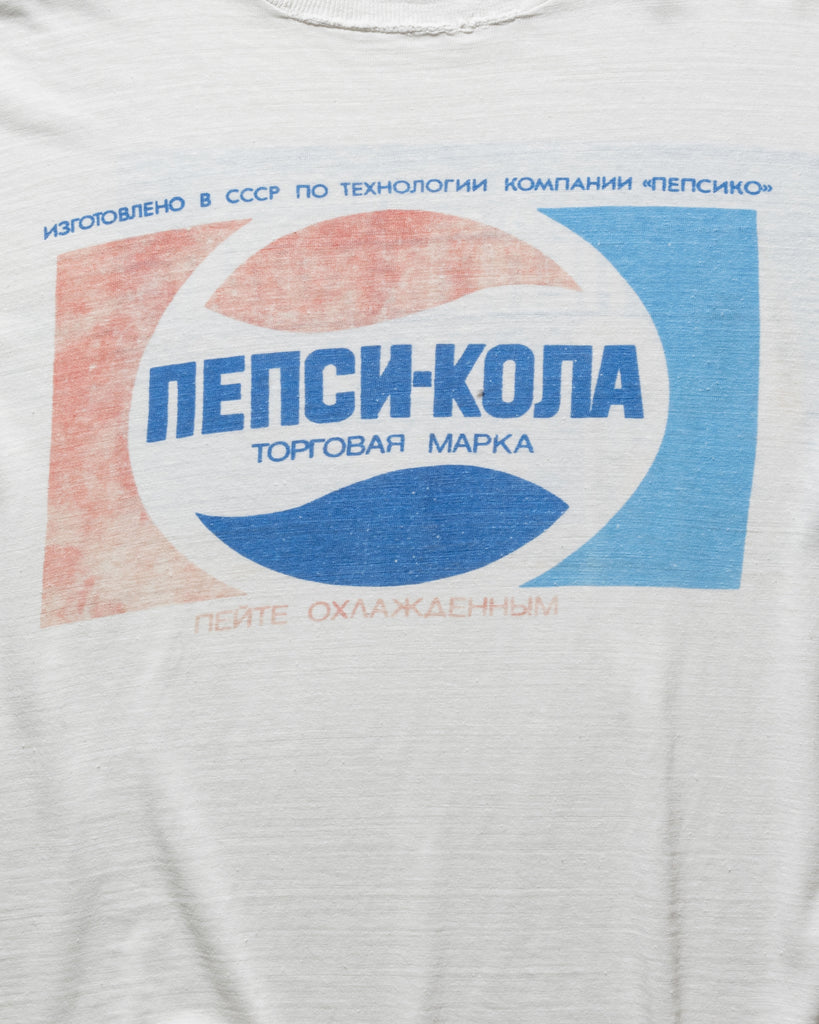 ИЗГОТОВЛЕНО В СССР ПО ТЕХНОЛОГИИ КОМПАНИИ «ПЕПСИКО»
ПЕПСИ-КОЛА
ТОРГОВАЯ МАРКА
ПЕЙТЕ ОХЛАЖДЕННЫМ